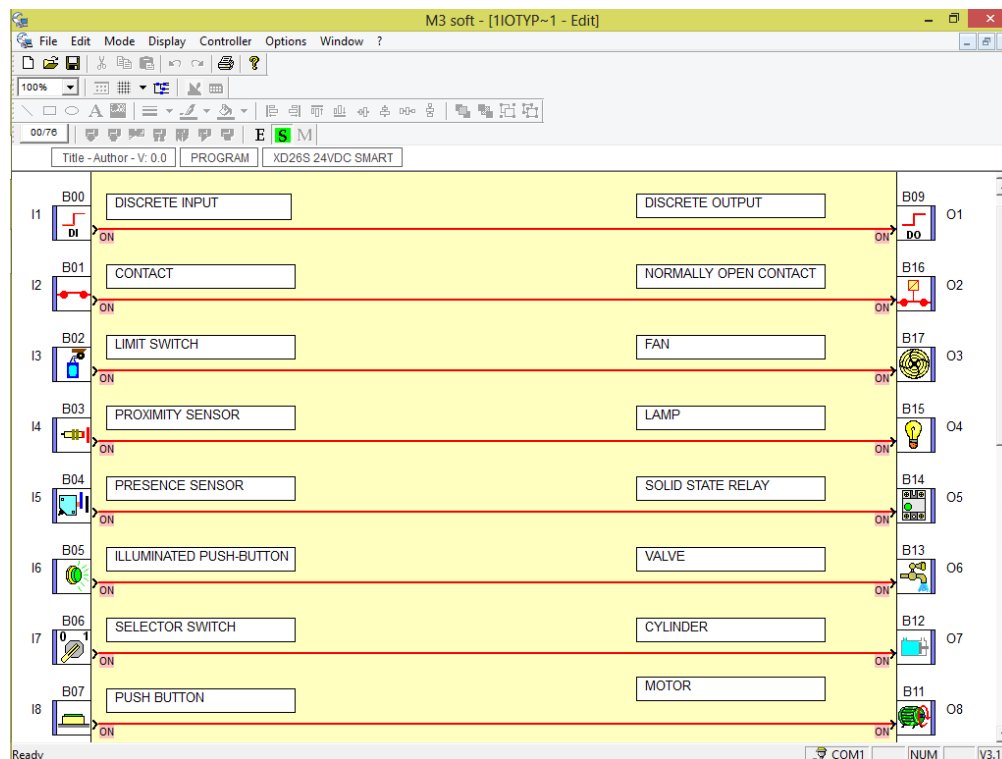 M3 soft - [1IOTYP~1 - Edit]
File Edit Mode Display Controller Options Window ?
100%
A
00/76 E S M
Title - Author - V: 0.0 PROGRAM XD26S 24VDC SMART
B00 DISCRETE INPUT DISCRETE OUTPUT B09
I1 DI ON ON DO O1
B01 CONTACT NORMALLY OPEN CONTACT B16
I2 ON ON O2
B02 LIMIT SWITCH FAN B17
I3 ON ON O3
B03 PROXIMITY SENSOR LAMP B15
I4 ON ON O4
B04 PRESENCE SENSOR SOLID STATE RELAY B14
I5 ON ON O5
B05 ILLUMINATED PUSH-BUTTON VALVE B13
I6 ON ON O6
B06 SELECTOR SWITCH CYLINDER B12
I7 0 1 ON ON O7
B07 PUSH BUTTON MOTOR B11
I8 ON ON O8
Ready COM1 NUM V3.1